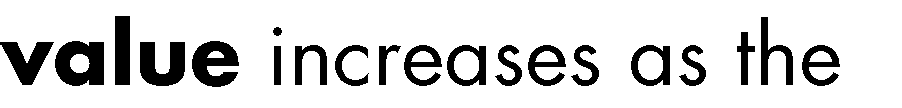 value increases as the